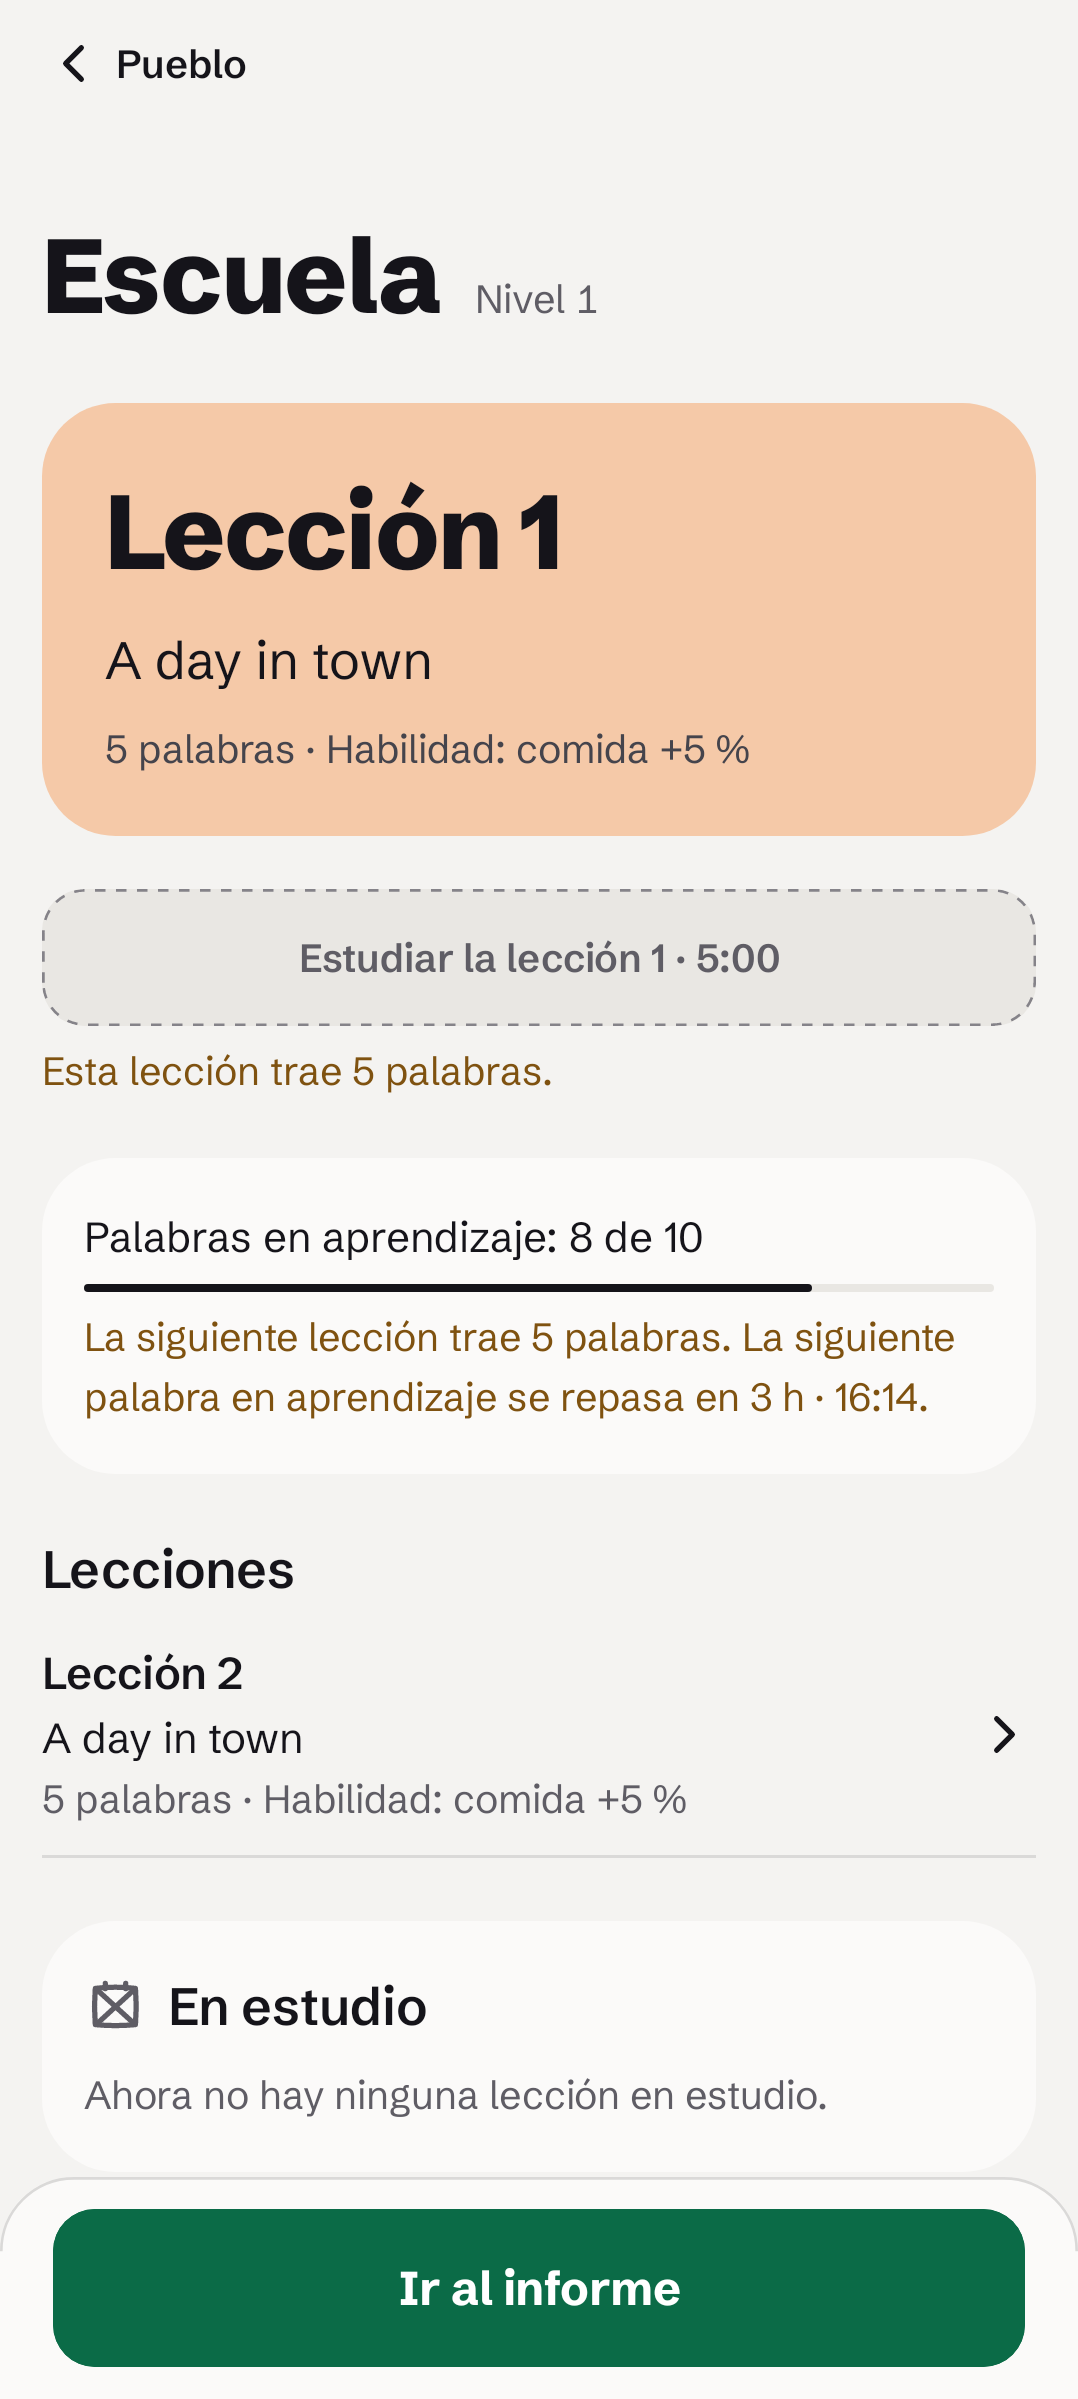 Pueblo
Escuela Nivel 1
Lección 1
A day in town
5 palabras · Habilidad: comida +5 %
Estudiar la lección 1 · 5:00
Esta lección trae 5 palabras.
Palabras en aprendizaje: 8 de 10
La siguiente lección trae 5 palabras. La siguiente
palabra en aprendizaje se repasa en 3 h · 16:14.
Lecciones
Lección 2
A day in town
5 palabras · Habilidad: comida +5 %
En estudio
Ahora no hay ninguna lección en estudio.
Ir al informe